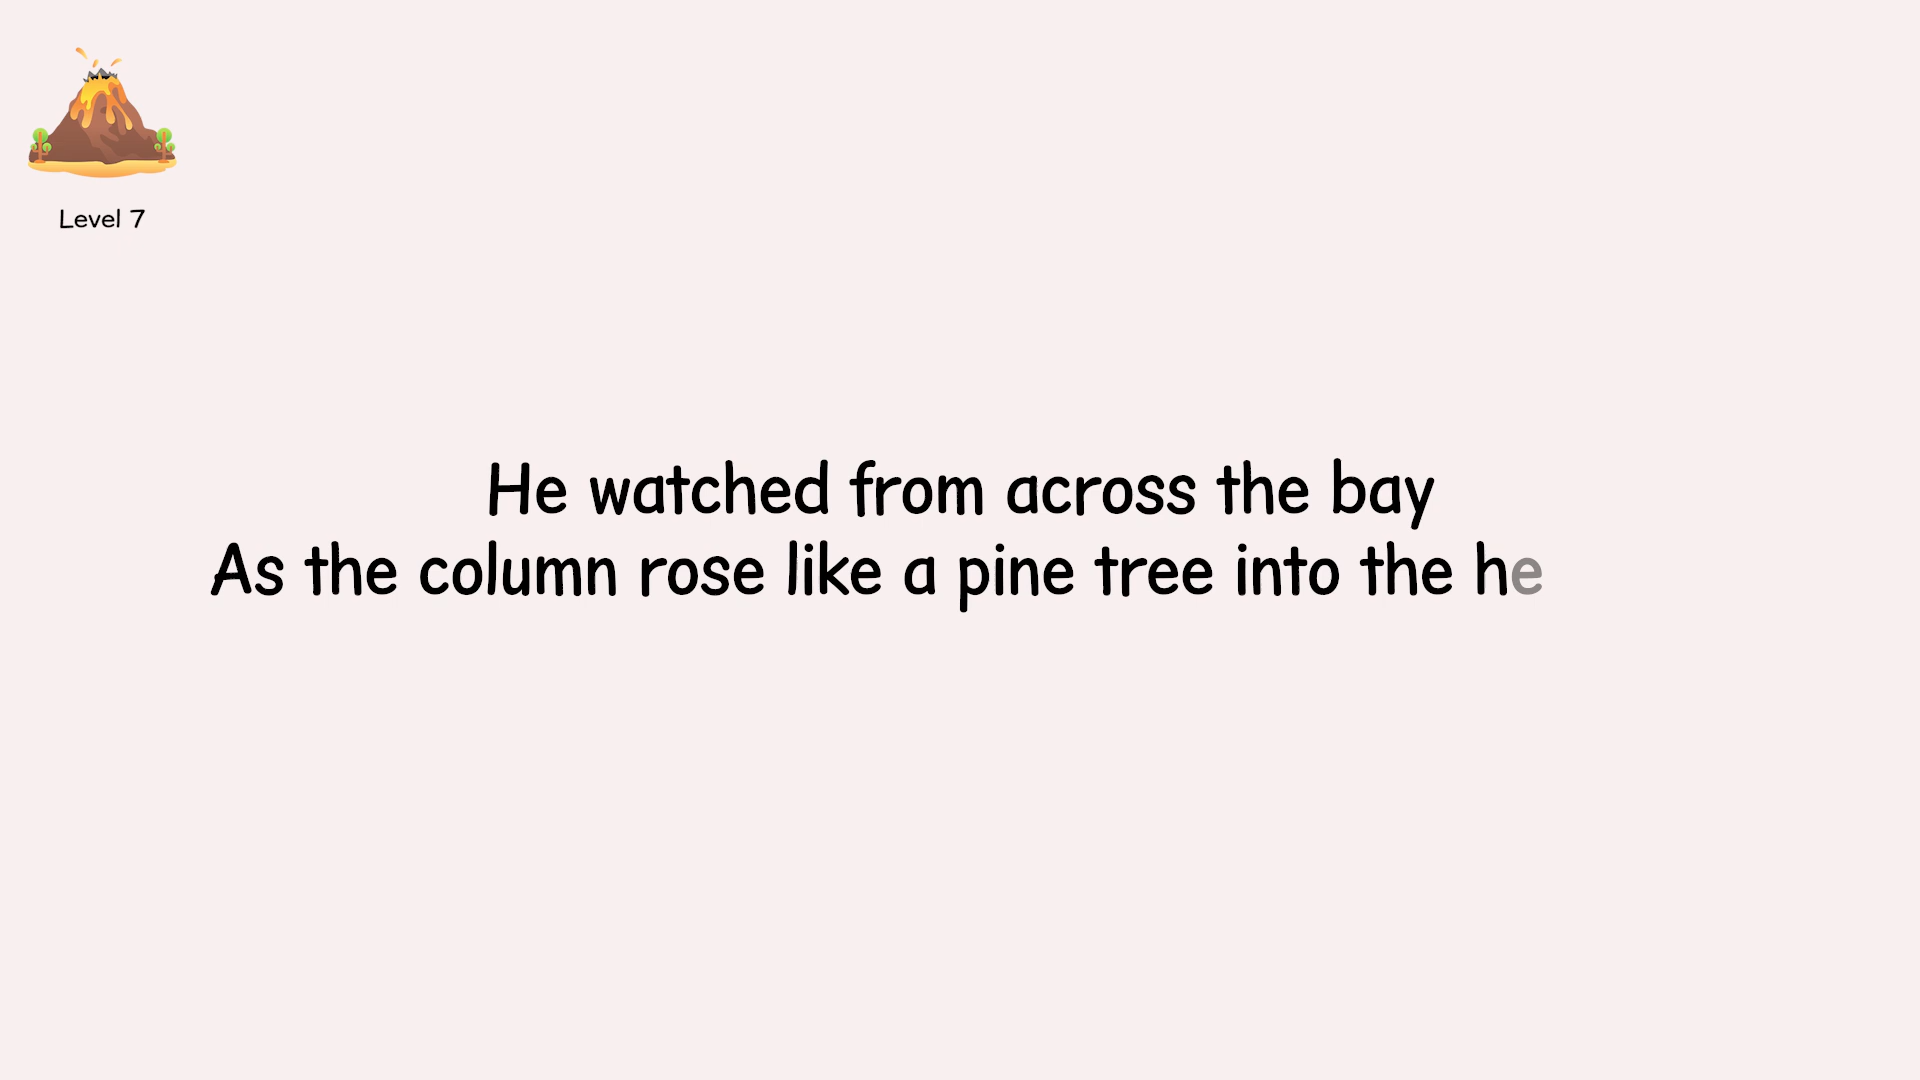 Level 7
He watched from across the bay
As the column rose like a pine tree into the he